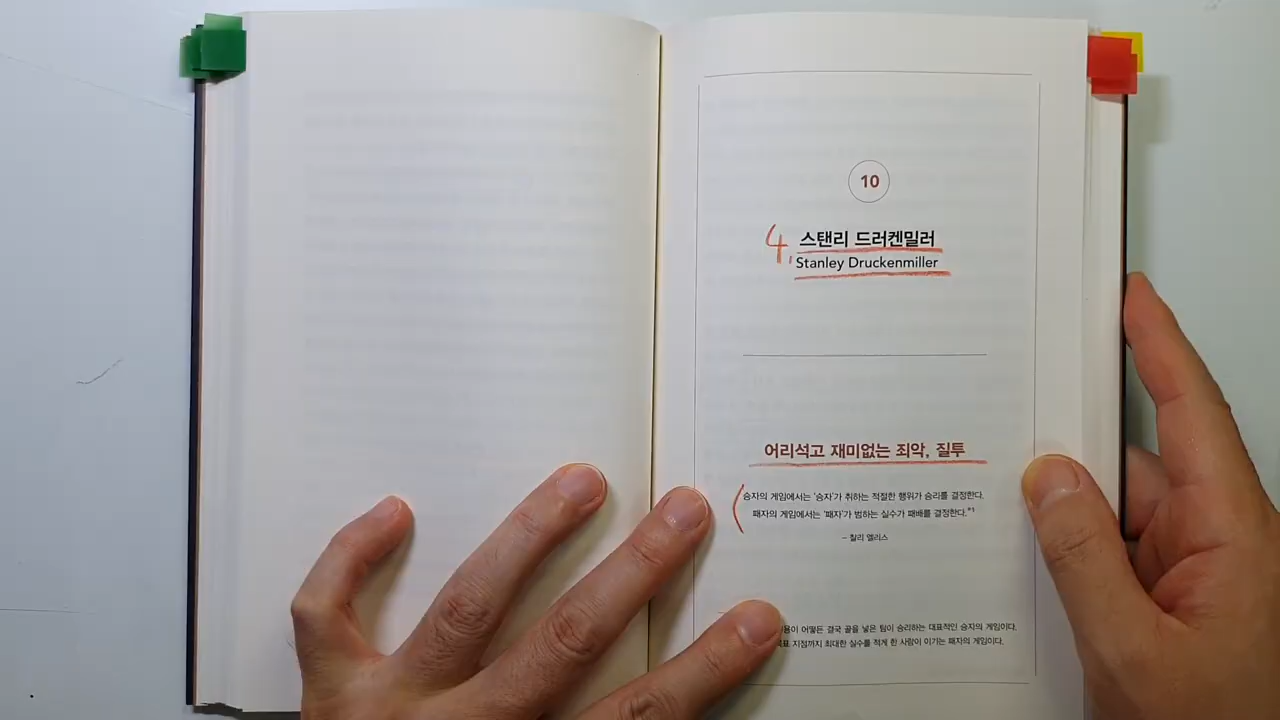 10
4. 스탠리 드러켄밀러
Stanley Druckenmiller
어리석고 재미없는 죄악, 질투
승자의 게임에서는 '승자'가 취하는 적절한 행위가 승리를 결정한다.
패자의 게임에서는 '패자'가 범하는 실수가 패배를 결정한다.*¹
– 찰리 엘리스
어떻든 결국 골을 넣은 팀이 승리하는 대표적인 승자의 게임이다.
지점까지 최대한 실수를 적게 한 사람이 이기는 패자의 게임이다.